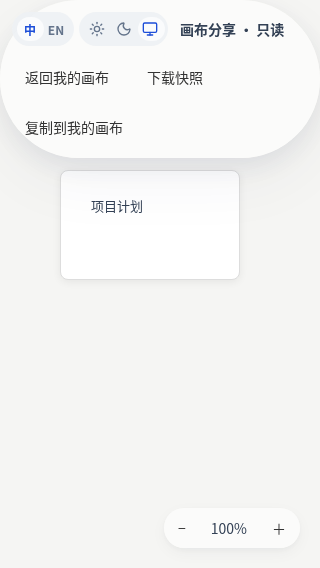 中 EN 画布分享 · 只读
返回我的画布 下载快照
复制到我的画布
项目计划
− 100% +